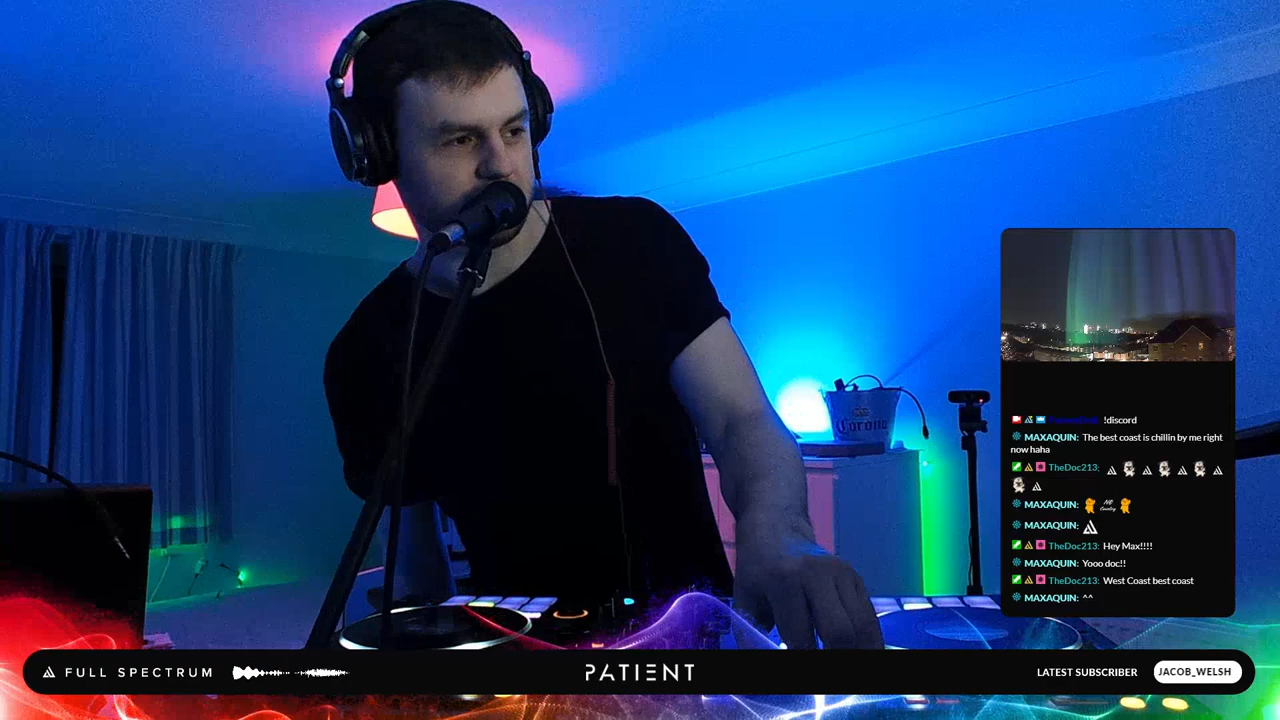 Corona
!discord
MAXAQUIN: The best coast is chillin by me right
now haha
TheDoc213:
MAXAQUIN:
MAXAQUIN:
TheDoc213: Hey Max!!!!
MAXAQUIN: Yooo doc!!
TheDoc213: West Coast best coast
MAXAQUIN: ^^
FULL SPECTRUM
PATIENT
LATEST SUBSCRIBER
JACOB_WELSH